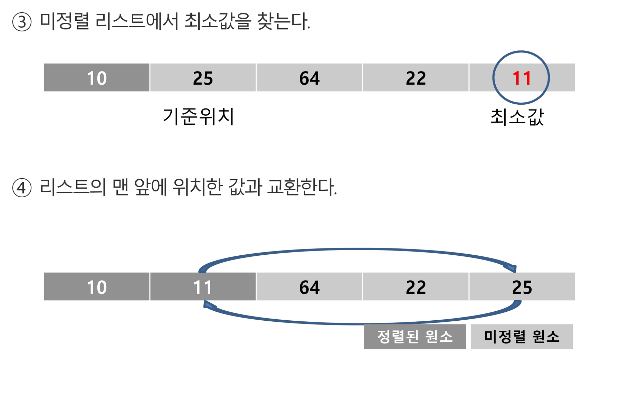 ③ 미정렬 리스트에서 최소값을 찾는다.
10 25 64 22 11
기준위치 최소값
④ 리스트의 맨 앞에 위치한 값과 교환한다.
10 11 64 22 25
정렬된 원소 미정렬 원소